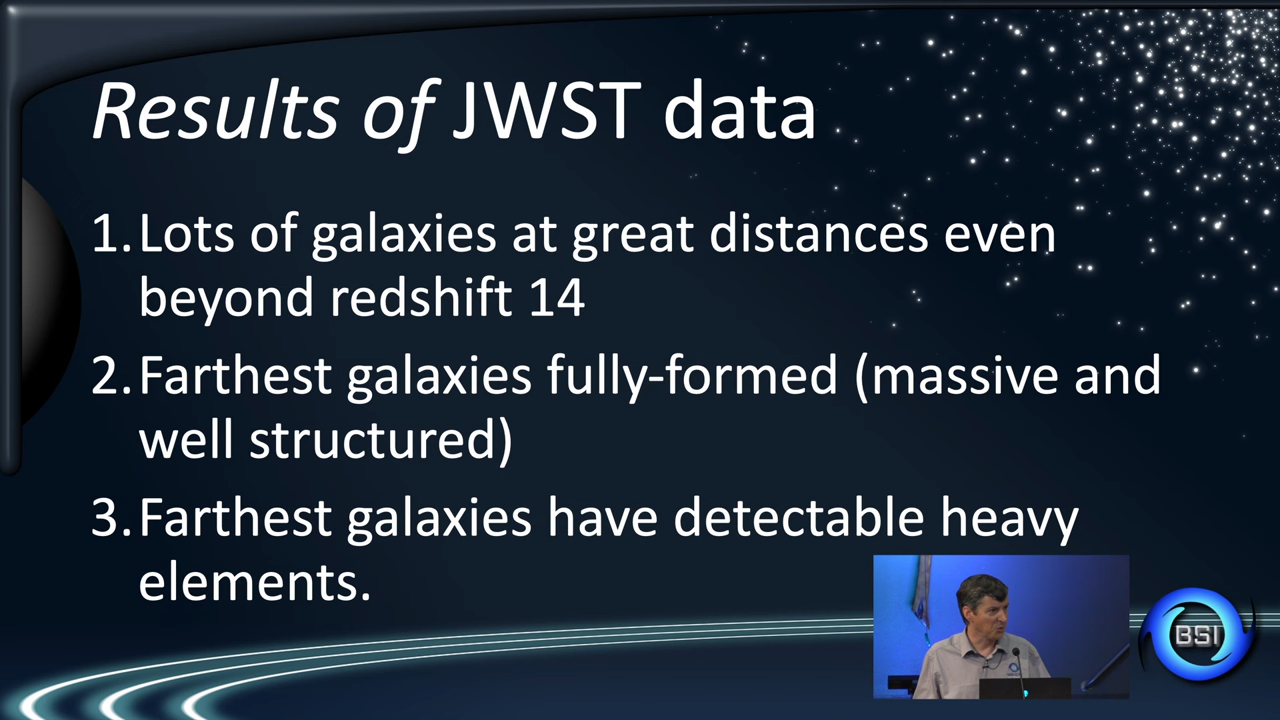 Results of JWST data
1. Lots of galaxies at great distances even
beyond redshift 14
2. Farthest galaxies fully-formed (massive and
well structured)
3. Farthest galaxies have detectable heavy
elements.
BSI